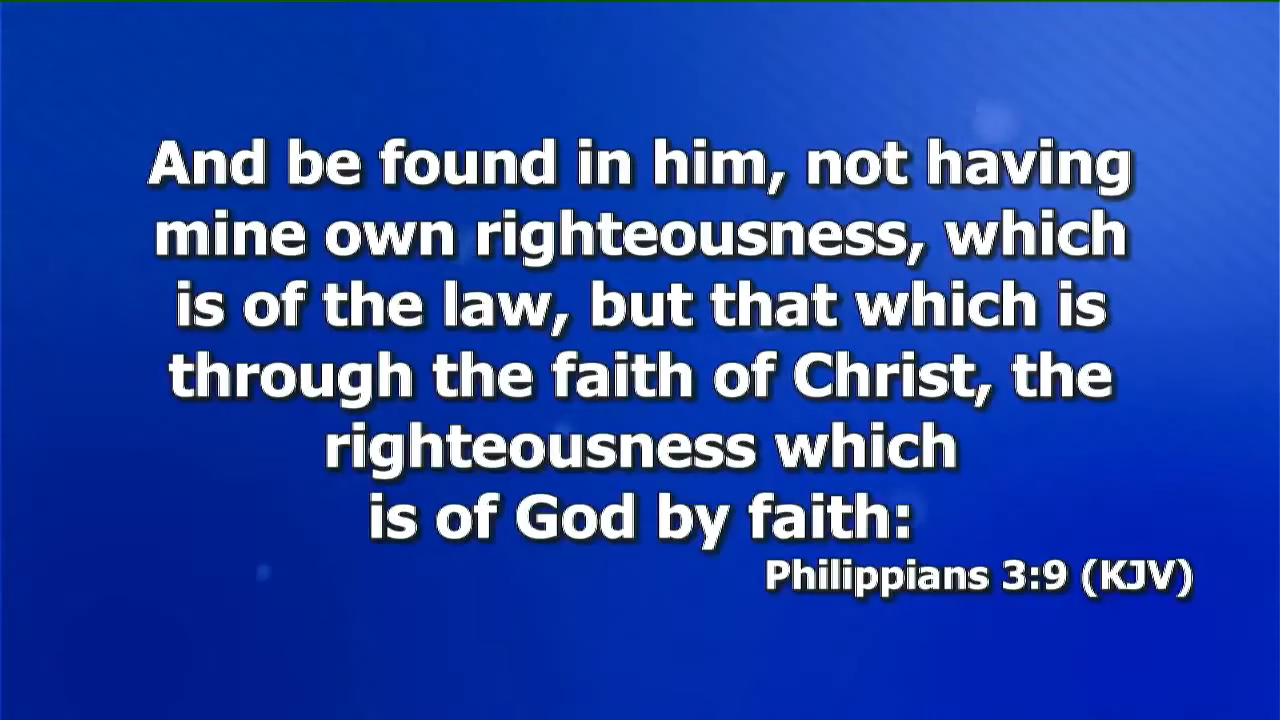 And be found in him, not having
mine own righteousness, which
is of the law, but that which is
through the faith of Christ, the
righteousness which
is of God by faith:
Philippians 3:9 (KJV)